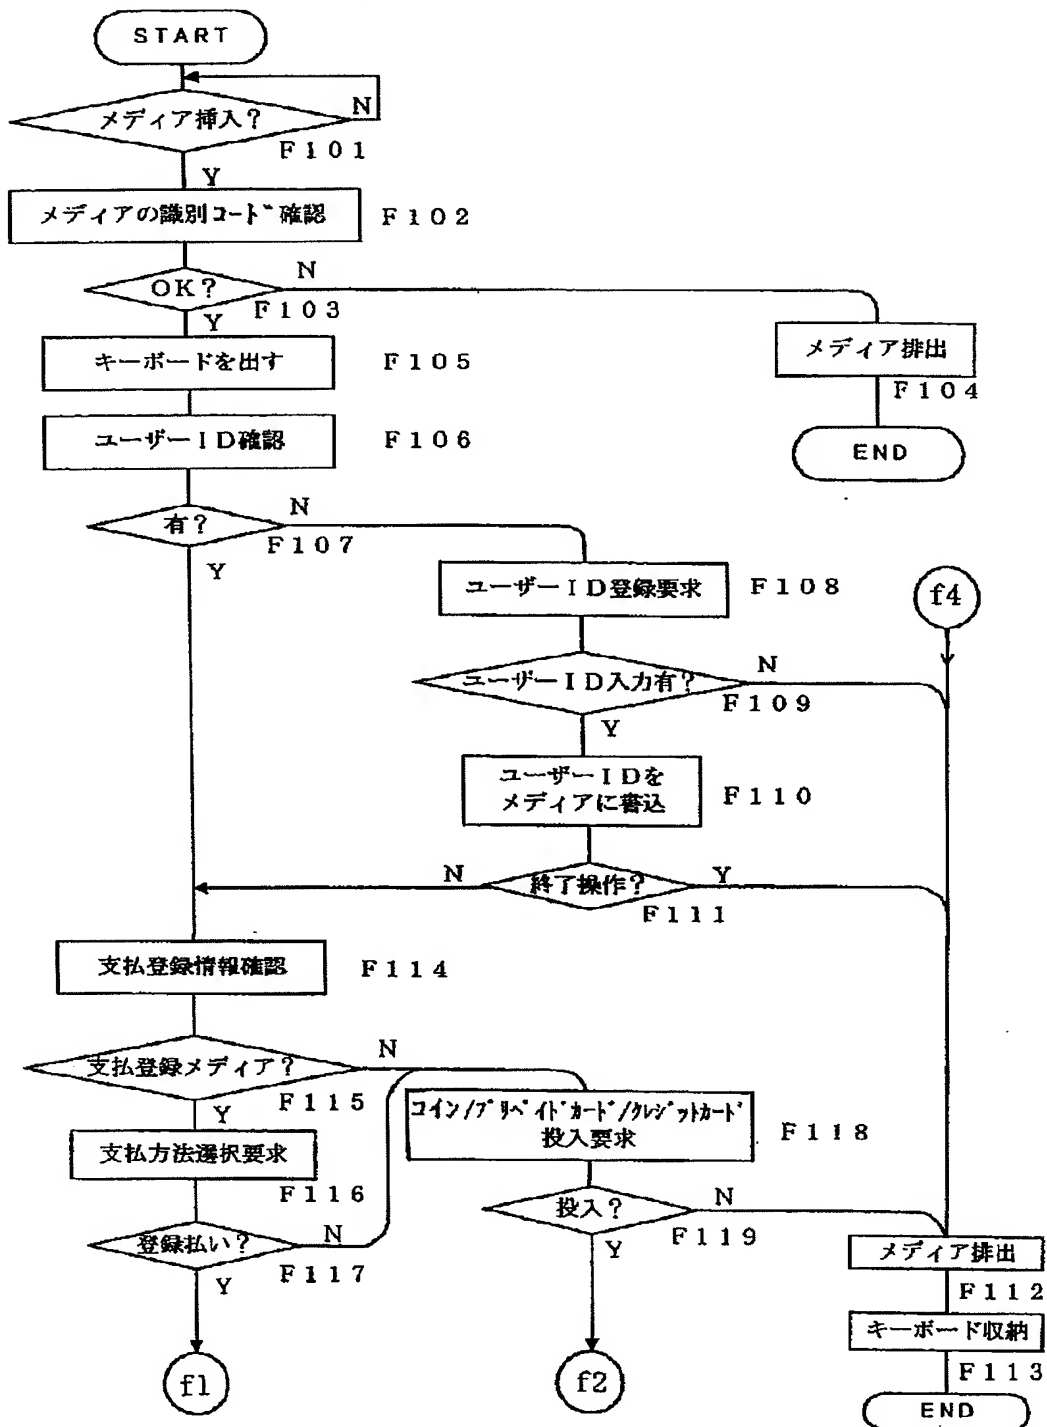 START
メディア挿入?
N
F101
Y
メディアの識別コード確認
F102
OK?
N
F103
Y
キーボードを出す
F105
メディア排出
F104
END
ユーザーID確認
F106
有?
N
F107
Y
ユーザーID登録要求
F108
f4
ユーザーID入力有?
N
F109
Y
ユーザーIDを
メディアに書込
F110
終了操作?
N
Y
F111
支払登録情報確認
F114
支払登録メディア?
N
F115
Y
コイン/プリペイドカード/クレジットカード
投入要求
F118
支払方法選択要求
F116
投入?
N
F119
Y
登録払い?
N
F117
Y
メディア排出
F112
キーボード収納
F113
END
f1
f2